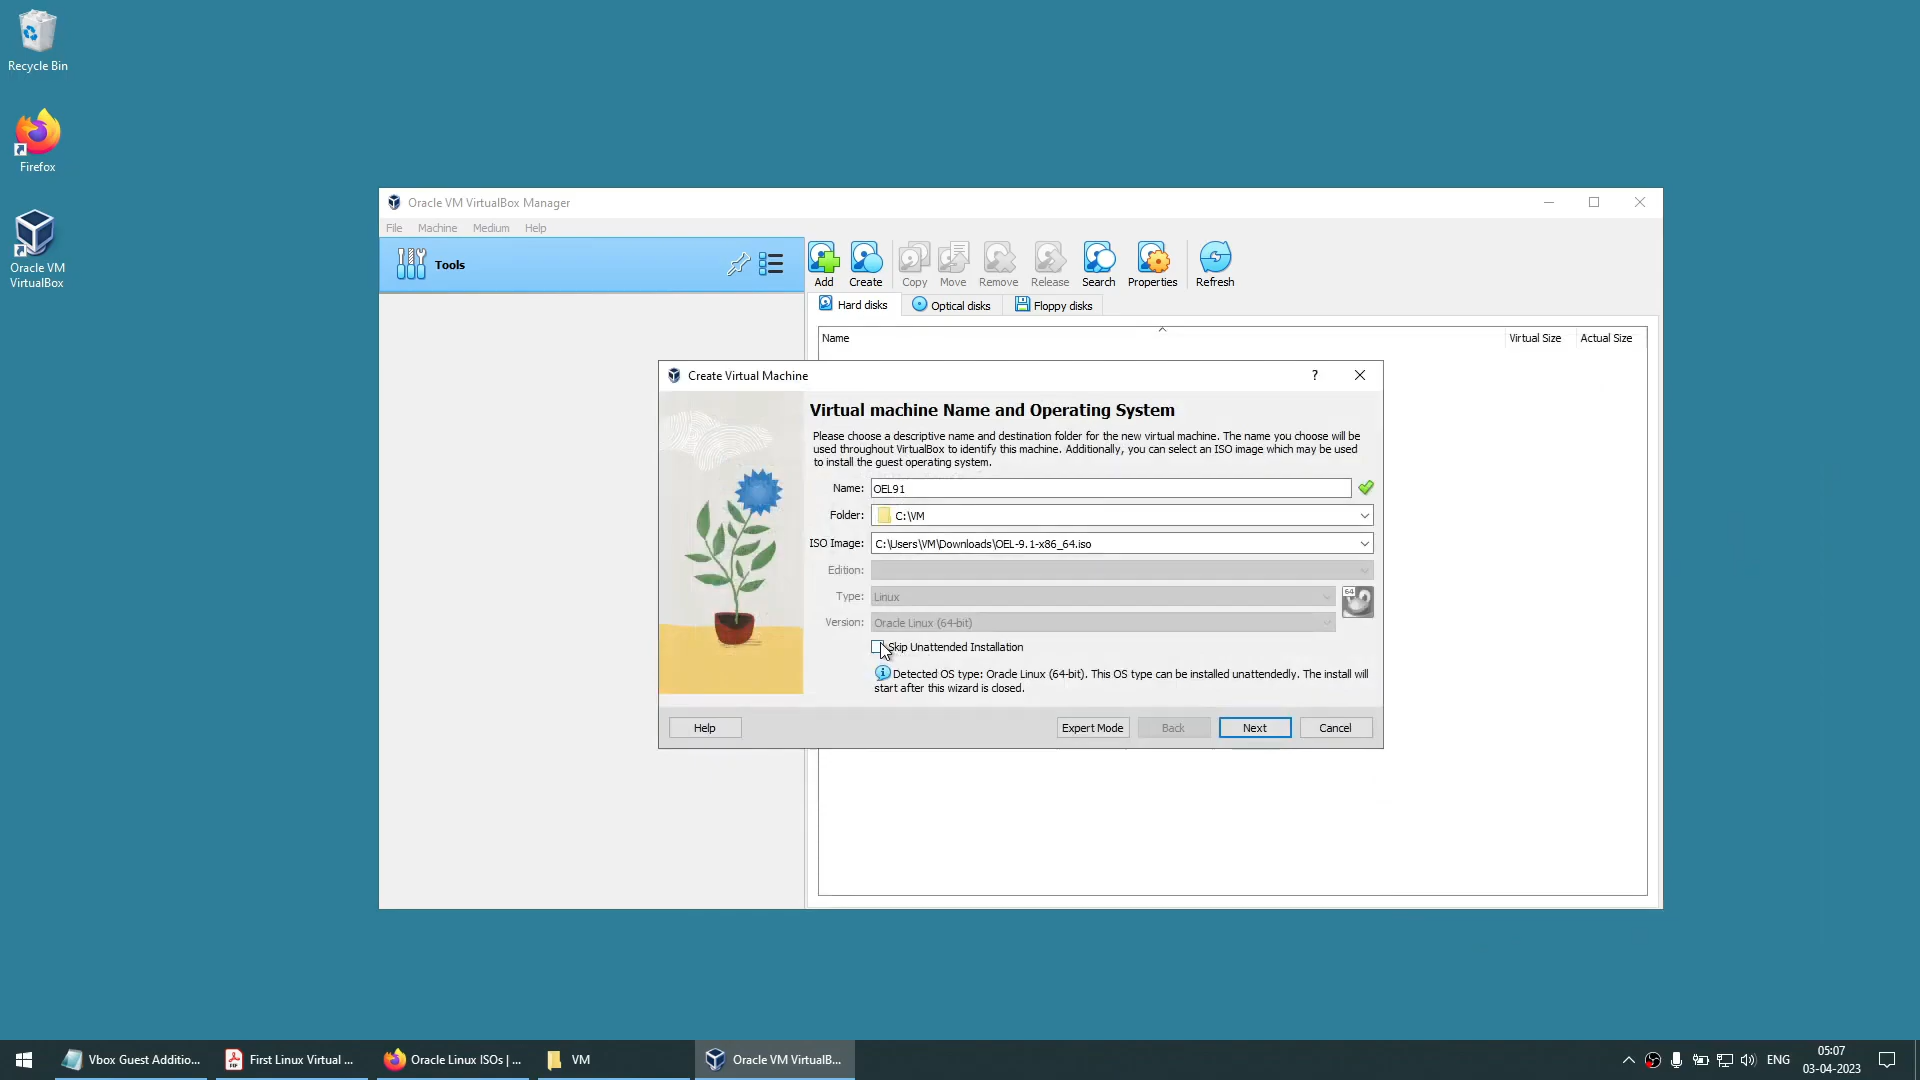 Recycle Bin
Firefox
Oracle VM
VirtualBox
Oracle VM VirtualBox Manager
File Machine Medium Help
Tools
Add Create Copy Move Remove Release Search Properties Refresh
Hard disks Optical disks Floppy disks
Name Virtual Size Actual Size
Create Virtual Machine ?
Virtual machine Name and Operating System
Please choose a descriptive name and destination folder for the new virtual machine. The name you choose will be
used throughout VirtualBox to identify this machine. Additionally, you can select an ISO image which may be used
to install the guest operating system.
Name: OEL91
Folder: C:\VM
ISO Image: C:\Users\VM\Downloads\OEL-9.1-x86_64.iso
Edition:
Type: Linux
64
Version: Oracle Linux (64-bit)
Skip Unattended Installation
Detected OS type: Oracle Linux (64-bit). This OS type can be installed unattendedly. The install will
start after this wizard is closed.
Help Expert Mode Back Next Cancel
Vbox Guest Additio... First Linux Virtual ... Oracle Linux ISOs | ... VM Oracle VM VirtualB... ENG
05:07
03-04-2023